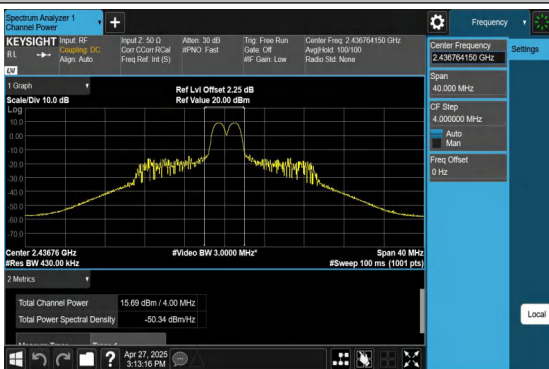 Spectrum Analyzer 1
Channel Power
+
Frequency
KEYSIGHT
RL
Input: RF
Coupling: DC
Align: Auto
Input Z: 50 Ω
Corr CCorr RCal
Freq Ref: Int (S)
Atten: 30 dB
#PNO: Fast
Trig: Free Run
Gate: Off
#IF Gain: Low
Center Freq: 2.436764150 GHz
Avg|Hold: 100/100
Radio Std: None
Center Frequency
2.436764150 GHz
Settings
Span
40.000 MHz
CF Step
4.000000 MHz
Auto
Man
Freq Offset
0 Hz
1 Graph
Scale/Div 10.0 dB
Ref Lvl Offset 2.25 dB
Ref Value 20.00 dBm
Log
10.0
0.00
-10.0
-20.0
-30.0
-40.0
-50.0
-60.0
-70.0
Center 2.43676 GHz
#Res BW 430.00 kHz
#Video BW 3.0000 MHz*
Span 40 MHz
#Sweep 100 ms (1001 pts)
2 Metrics
Total Channel Power 15.69 dBm / 4.00 MHz
Total Power Spectral Density -50.34 dBm/Hz
Local
?
Apr 27, 2025
3:13:16 PM